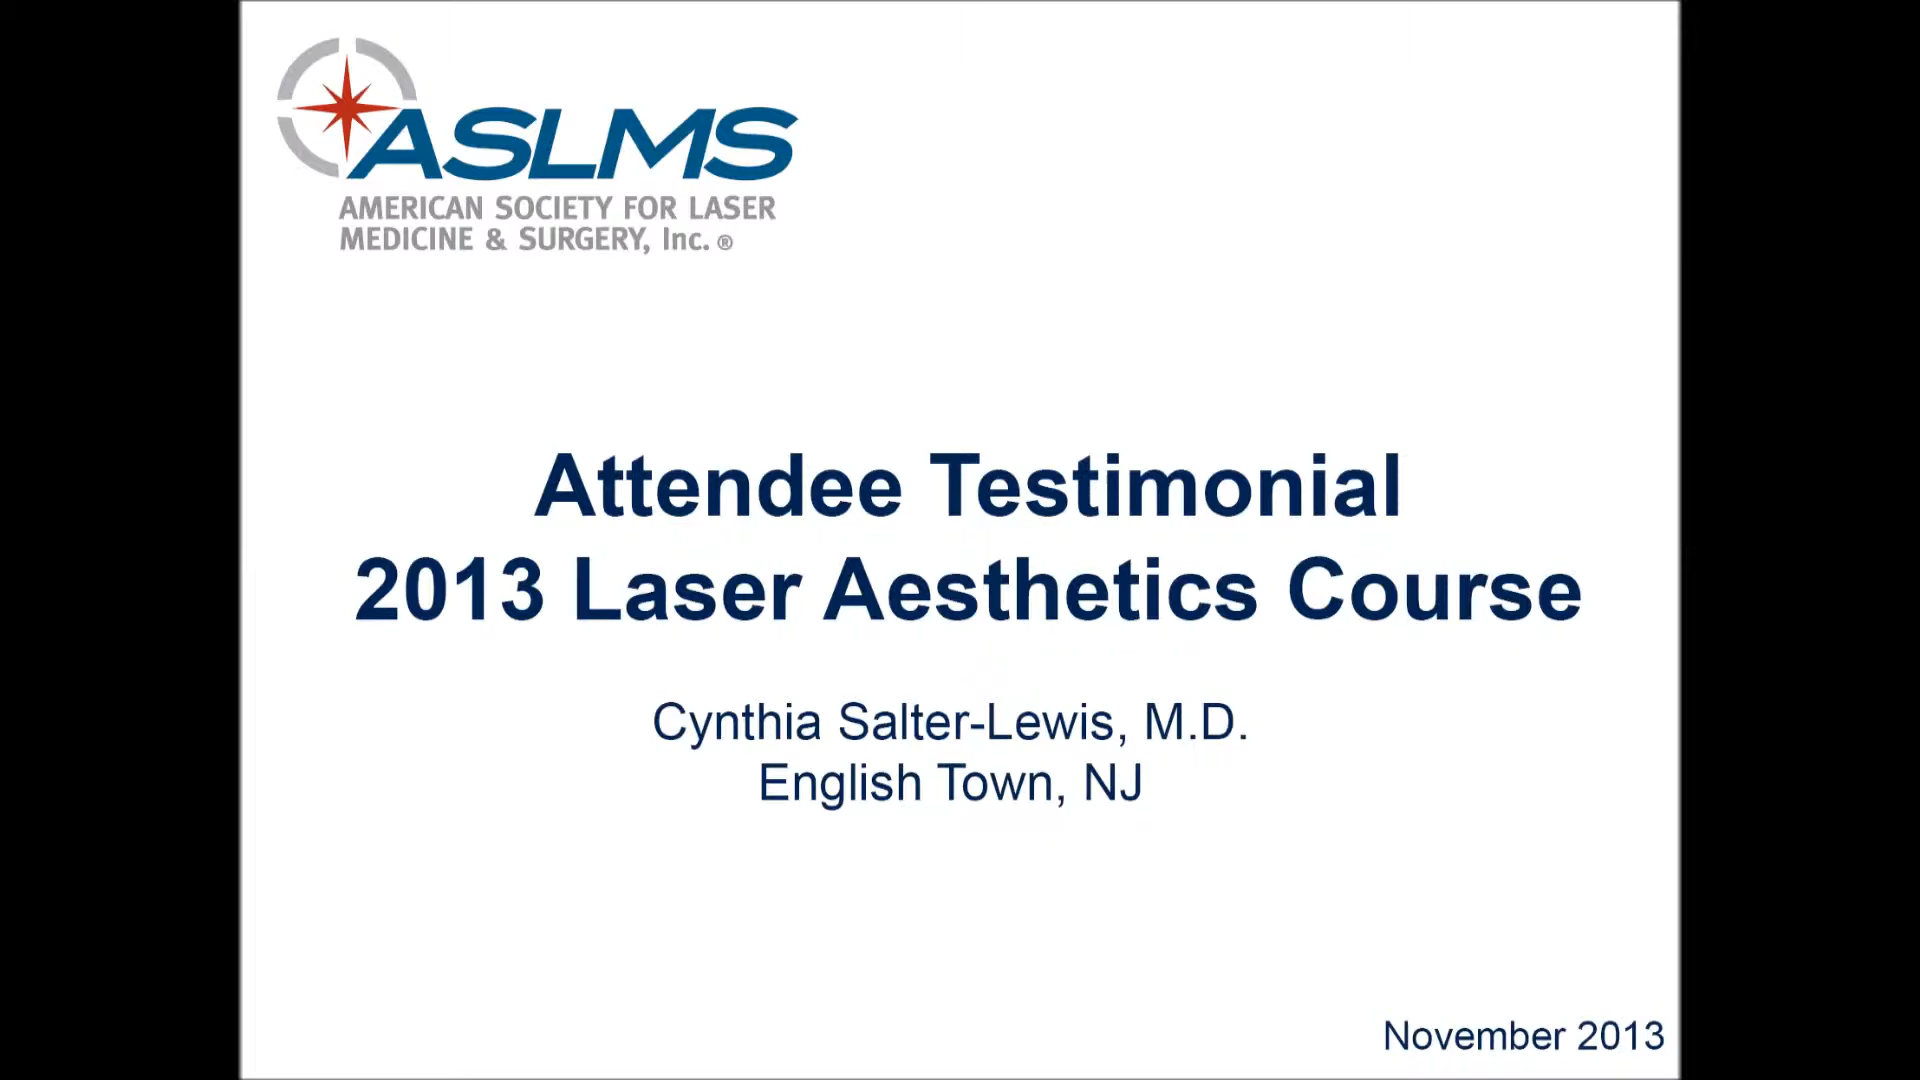 ASLMS
AMERICAN SOCIETY FOR LASER
MEDICINE & SURGERY, Inc. ®
Attendee Testimonial
2013 Laser Aesthetics Course
Cynthia Salter-Lewis, M.D.
English Town, NJ
November 2013